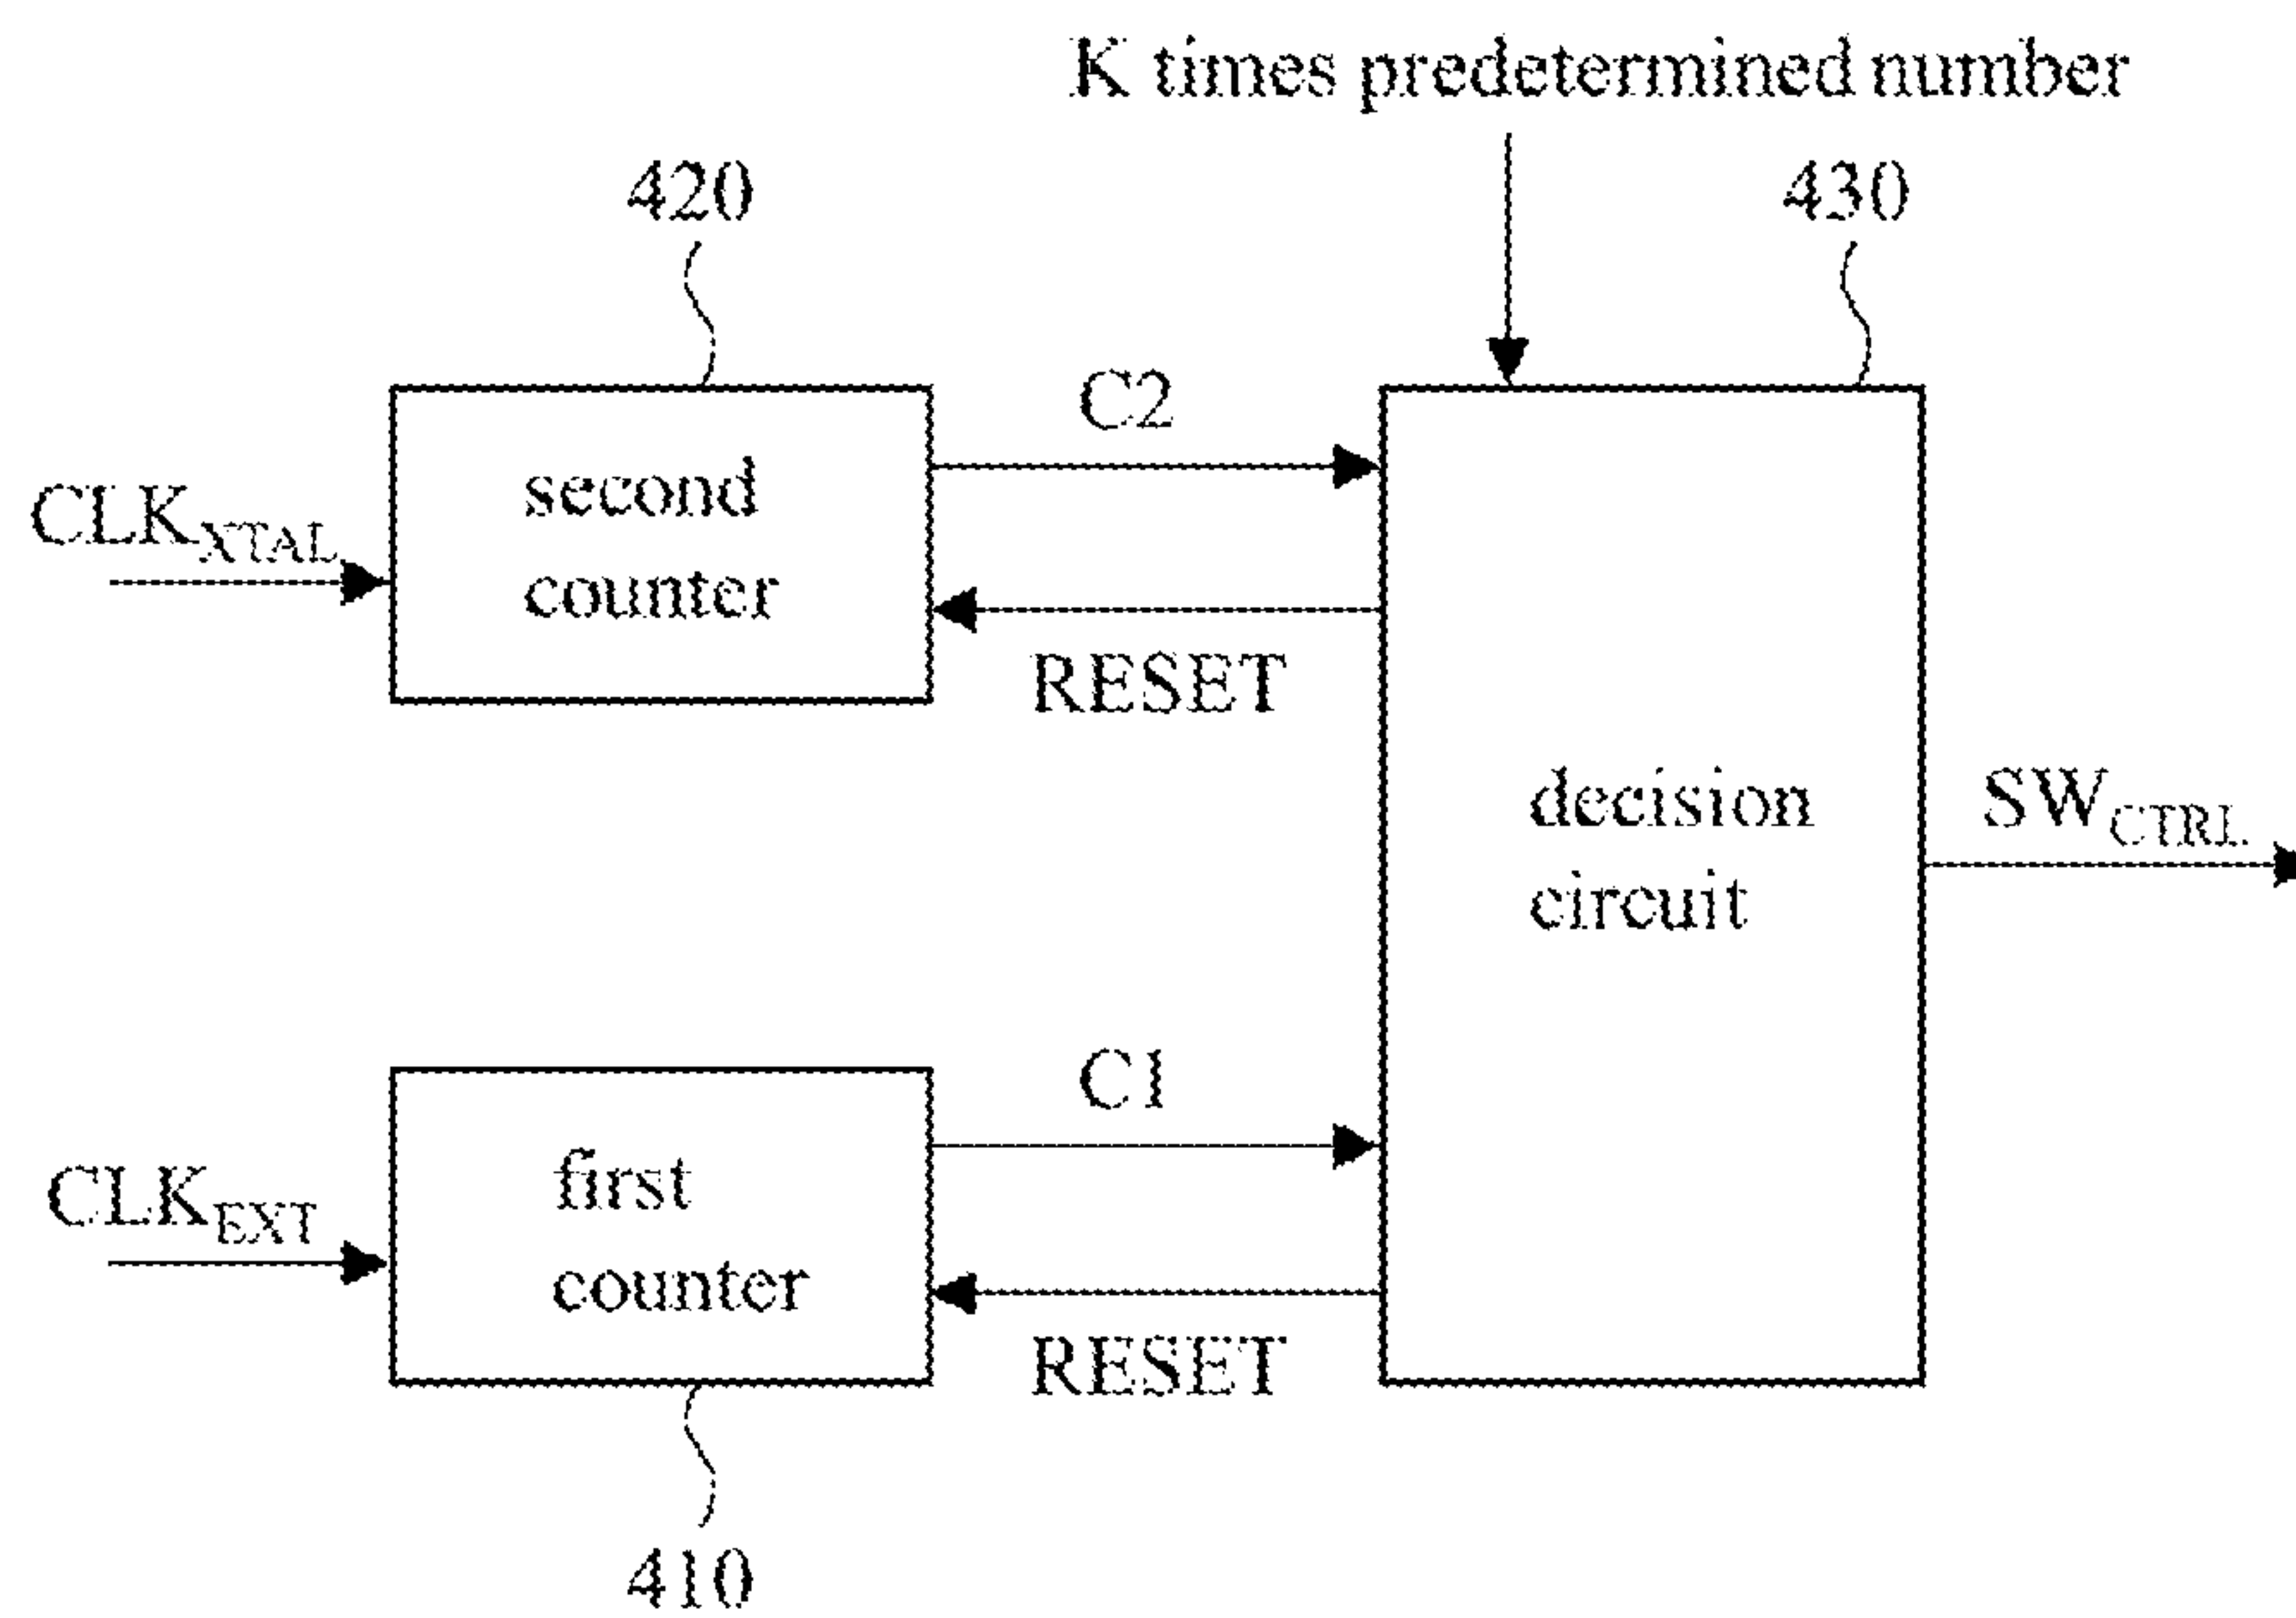 K times predetermined number
420
430
C2
CLK_XTAL
second
counter
RESET
decision
circuit
SW_CTRL
C1
CLK_EXT
first
counter
RESET
410